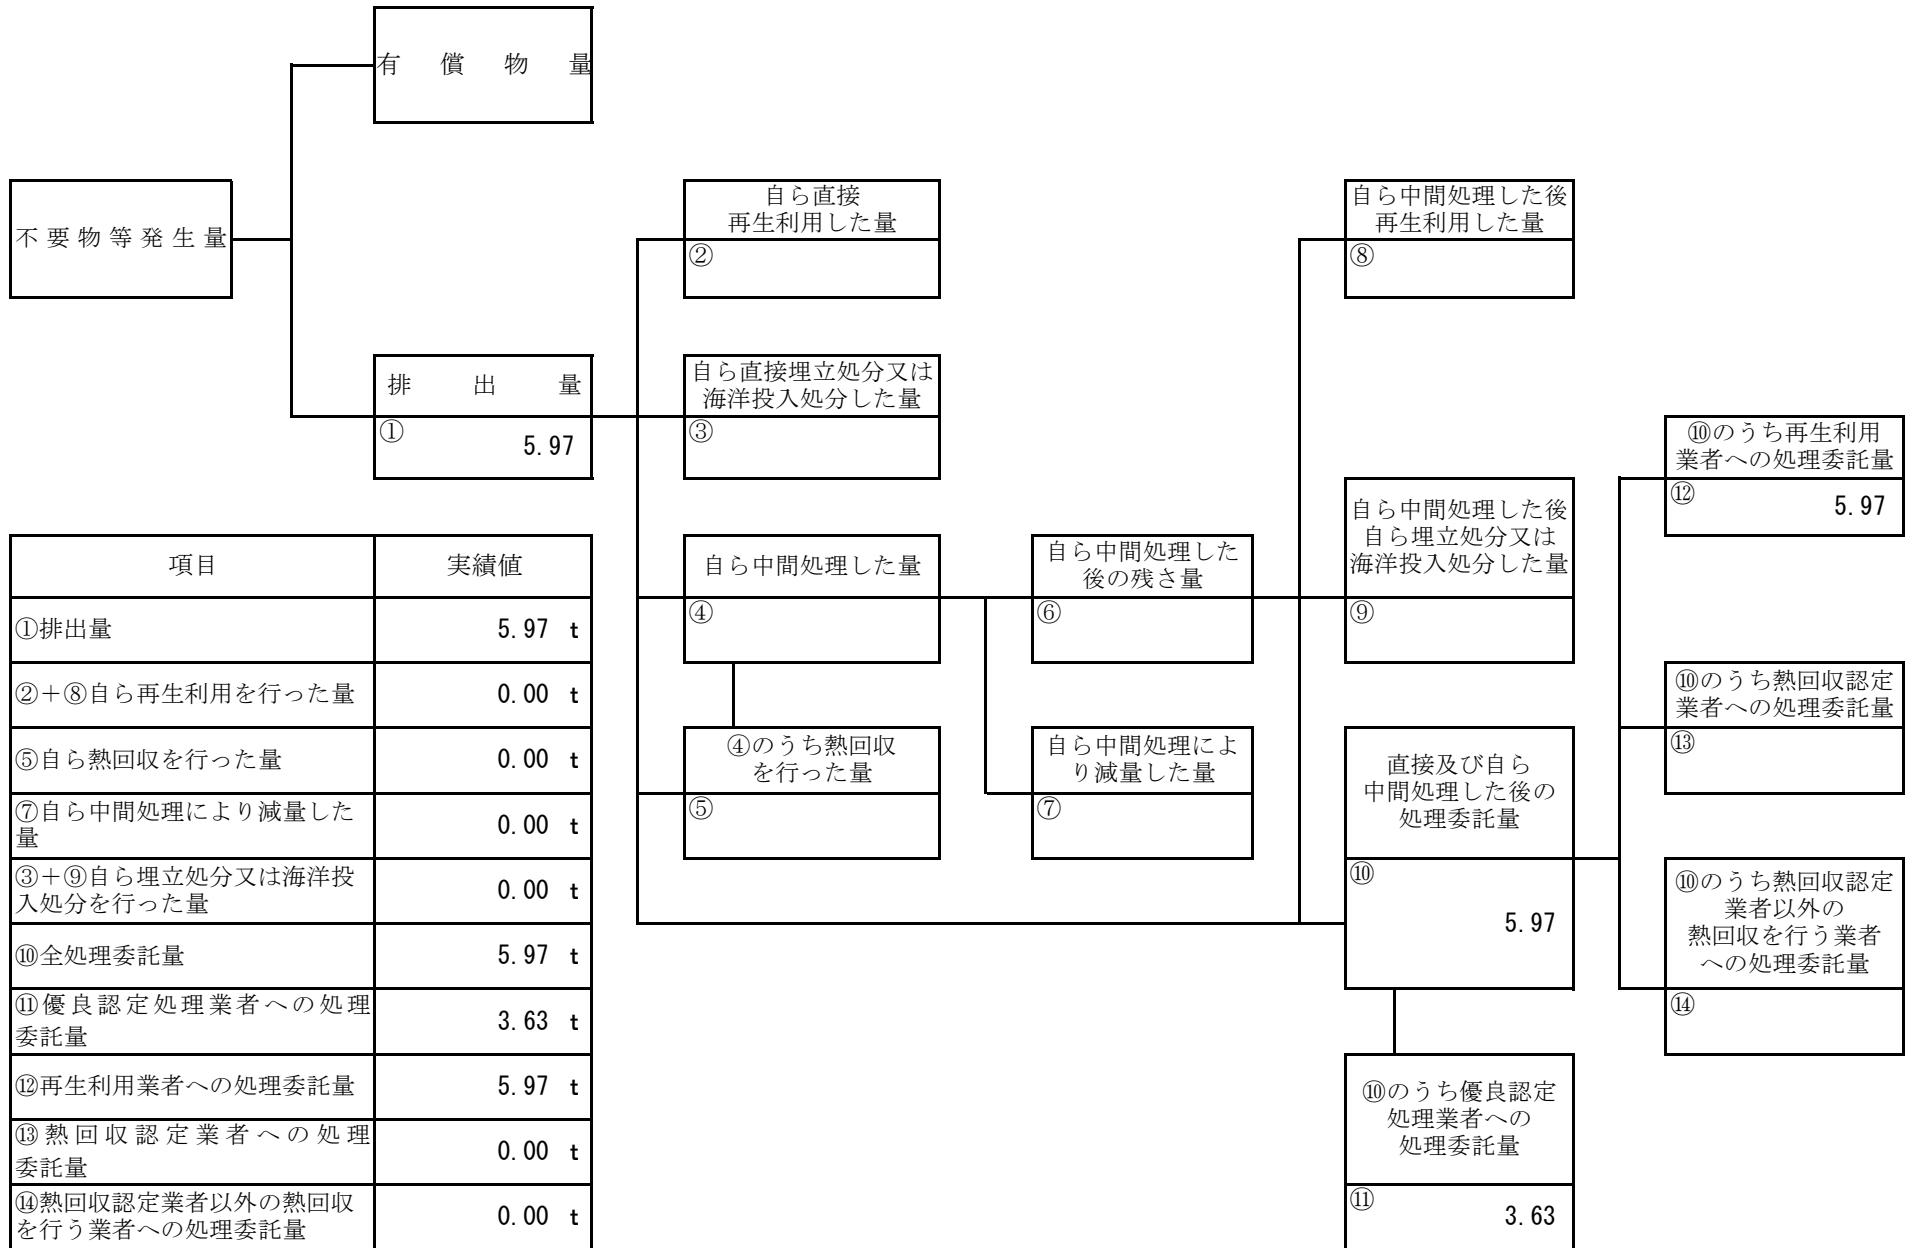 有償物量
不要物等発生量
自ら直接
再生利用した量
②
自ら中間処理した後
再生利用した量
⑧
排出量
①
5.97
自ら直接埋立処分又は
海洋投入処分した量
③
⑩のうち再生利用
業者への処理委託量
⑫
5.97
自ら中間処理した量
④
自ら中間処理した
後の残さ量
⑥
自ら中間処理した後
自ら埋立処分又は
海洋投入処分した量
⑨
⑩のうち熱回収認定
業者への処理委託量
⑬
④のうち熱回収
を行った量
⑤
自ら中間処理によ
り減量した量
⑦
直接及び自ら
中間処理した後の
処理委託量
⑩
5.97
⑩のうち熱回収認定
業者以外の
熱回収を行う業者
への処理委託量
⑭
⑩のうち優良認定
処理業者への
処理委託量
⑪
3.63
項目 実績値
①排出量 5.97 t
②＋⑧自ら再生利用を行った量 0.00 t
⑤自ら熱回収を行った量 0.00 t
⑦自ら中間処理により減量した
量 0.00 t
③＋⑨自ら埋立処分又は海洋投
入処分を行った量 0.00 t
⑩全処理委託量 5.97 t
⑪優良認定処理業者への処理
委託量 3.63 t
⑫再生利用業者への処理委託量 5.97 t
⑬熱回収認定業者への処理
委託量 0.00 t
⑭熱回収認定業者以外の熱回収
を行う業者への処理委託量 0.00 t